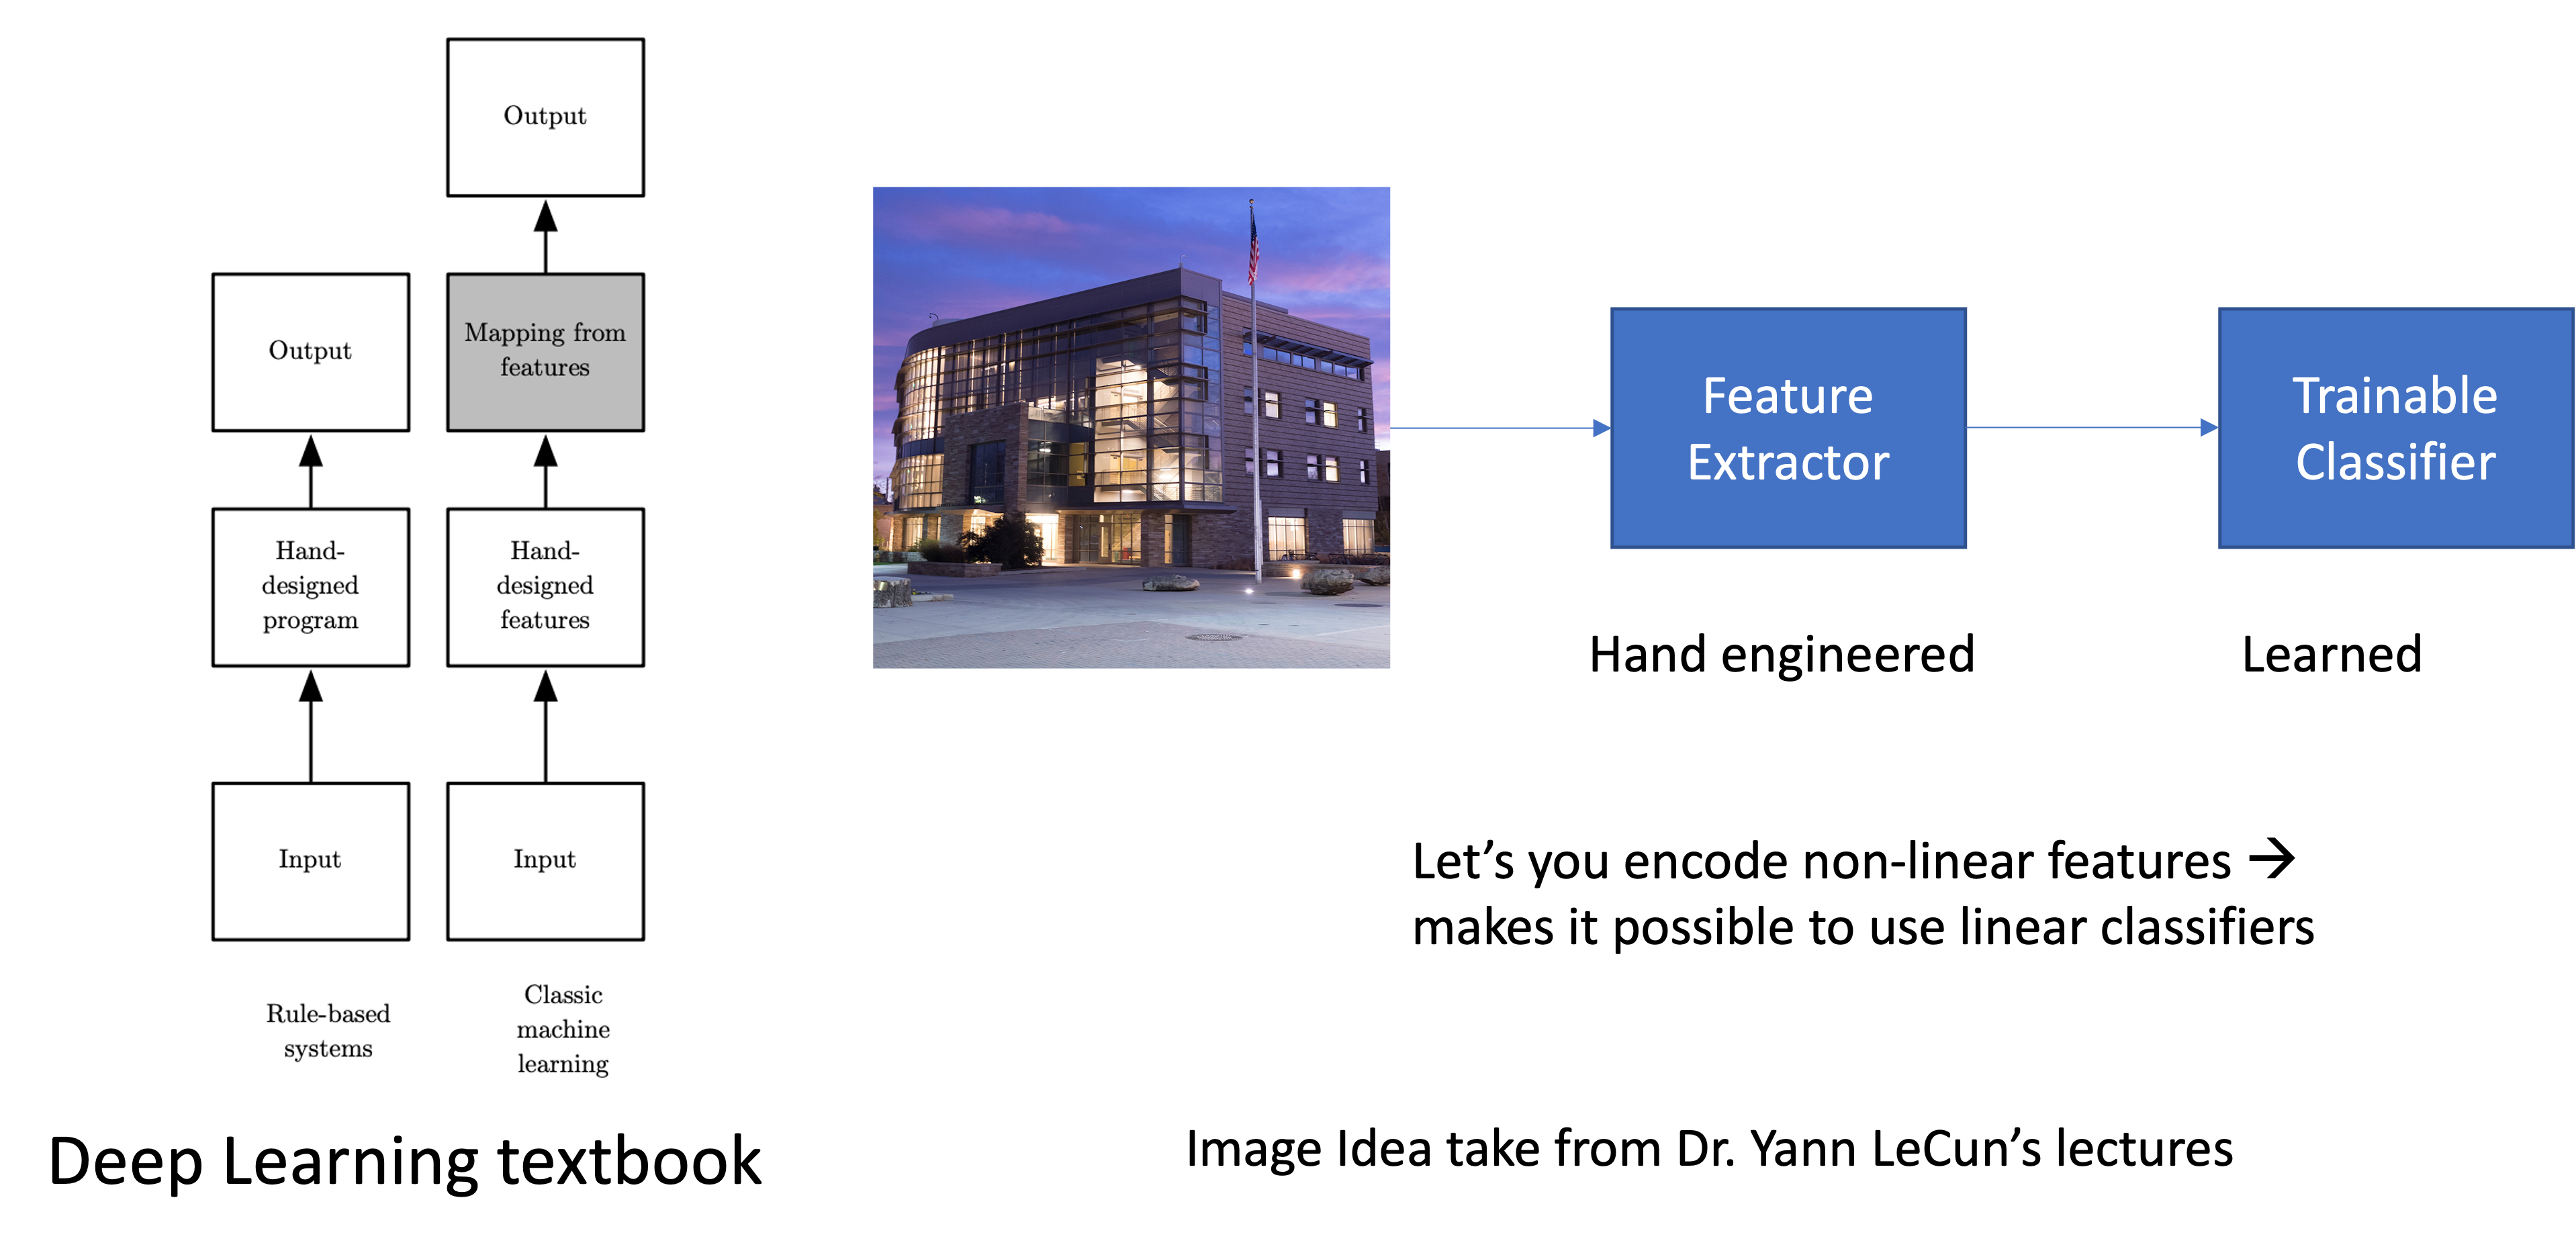 Output
Output
Mapping from
features
Hand-
designed
program
Hand-
designed
features
Input
Input
Rule-based
systems
Classic
machine
learning
Deep Learning textbook
Feature
Extractor
Trainable
Classifier
Hand engineered
Learned
Let’s you encode non-linear features →
makes it possible to use linear classifiers
Image Idea take from Dr. Yann LeCun’s lectures